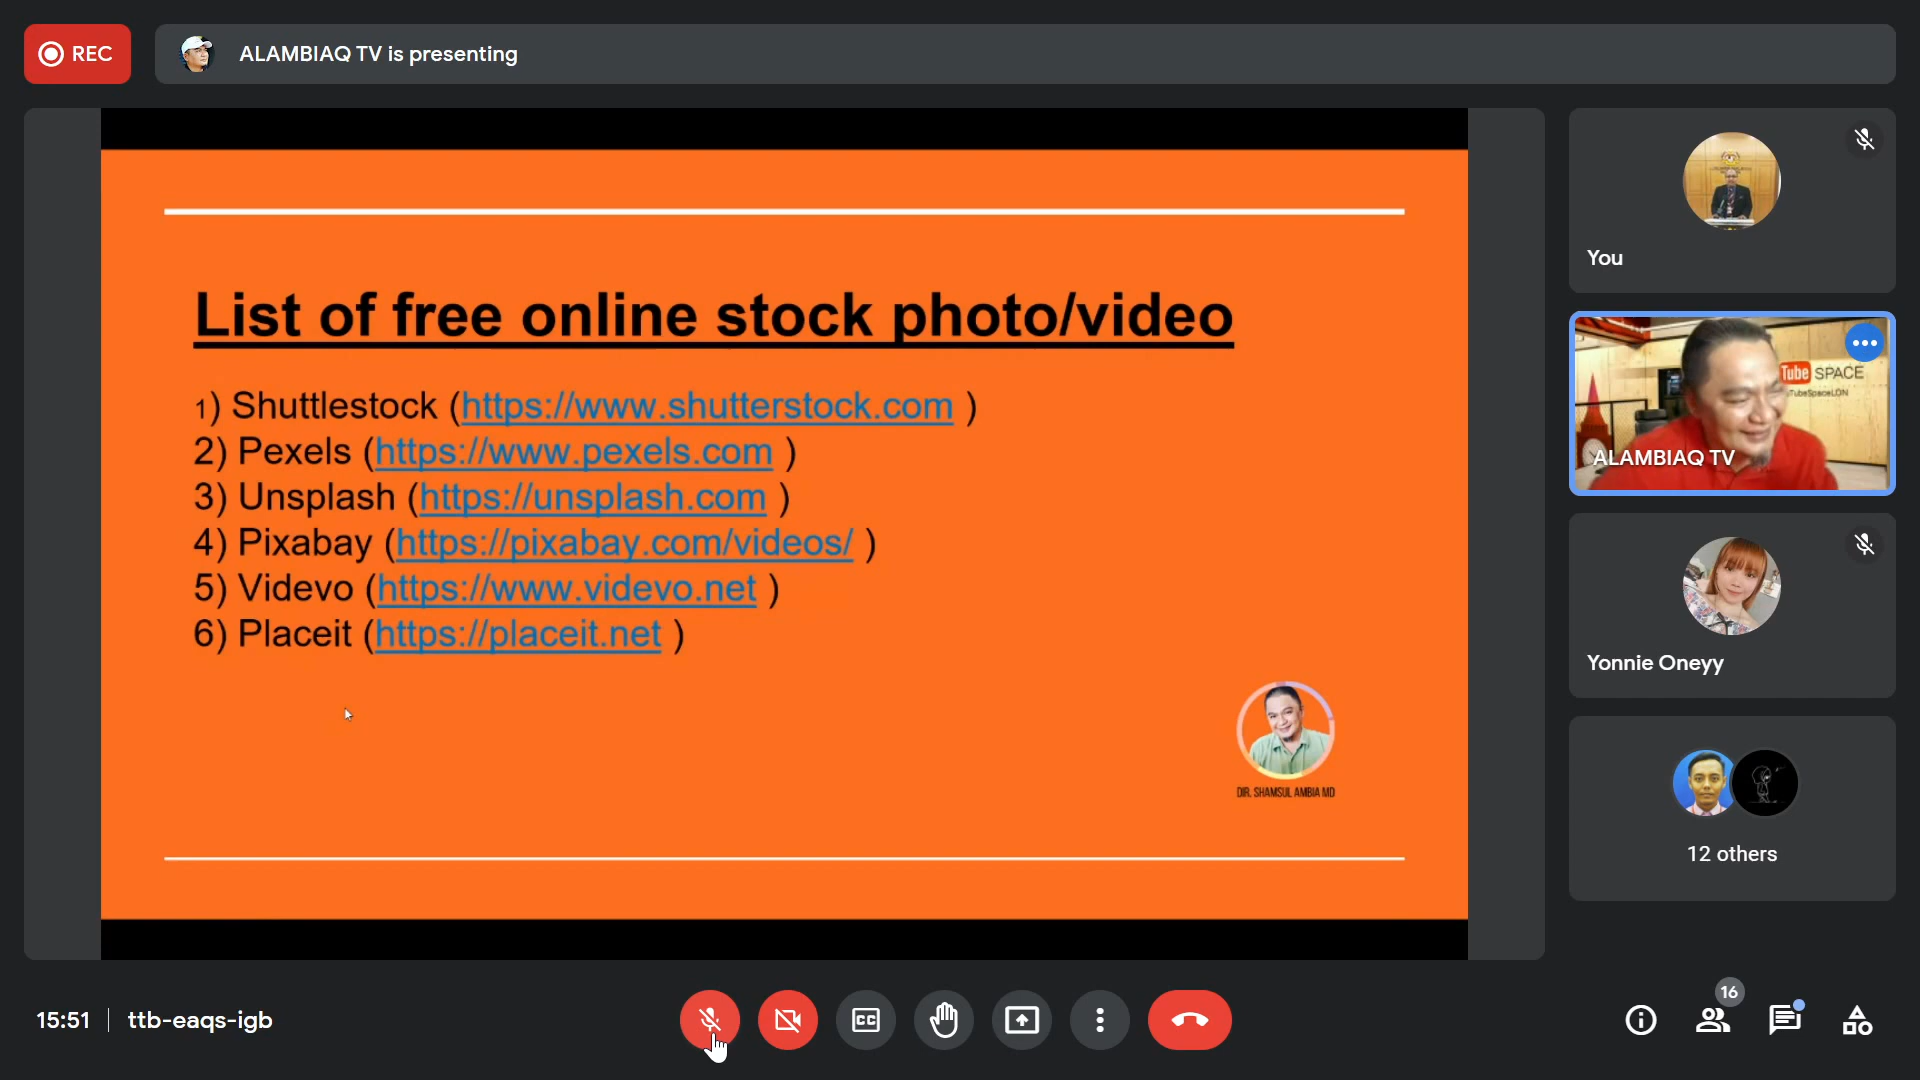 REC
ALAMBIAQ TV is presenting
List of free online stock photo/video
1) Shuttlestock (https://www.shutterstock.com )
2) Pexels (https://www.pexels.com )
3) Unsplash (https://unsplash.com )
4) Pixabay (https://pixabay.com/videos/ )
5) Videvo (https://www.videvo.net )
6) Placeit (https://placeit.net )
DIR. SHAMSUL AMBIA MD
You
Tube SPACE
TubeSpaceLDN
ALAMBIAQ TV
Yonnie Oneyy
12 others
15:51
ttb-eaqs-igb
CC
16